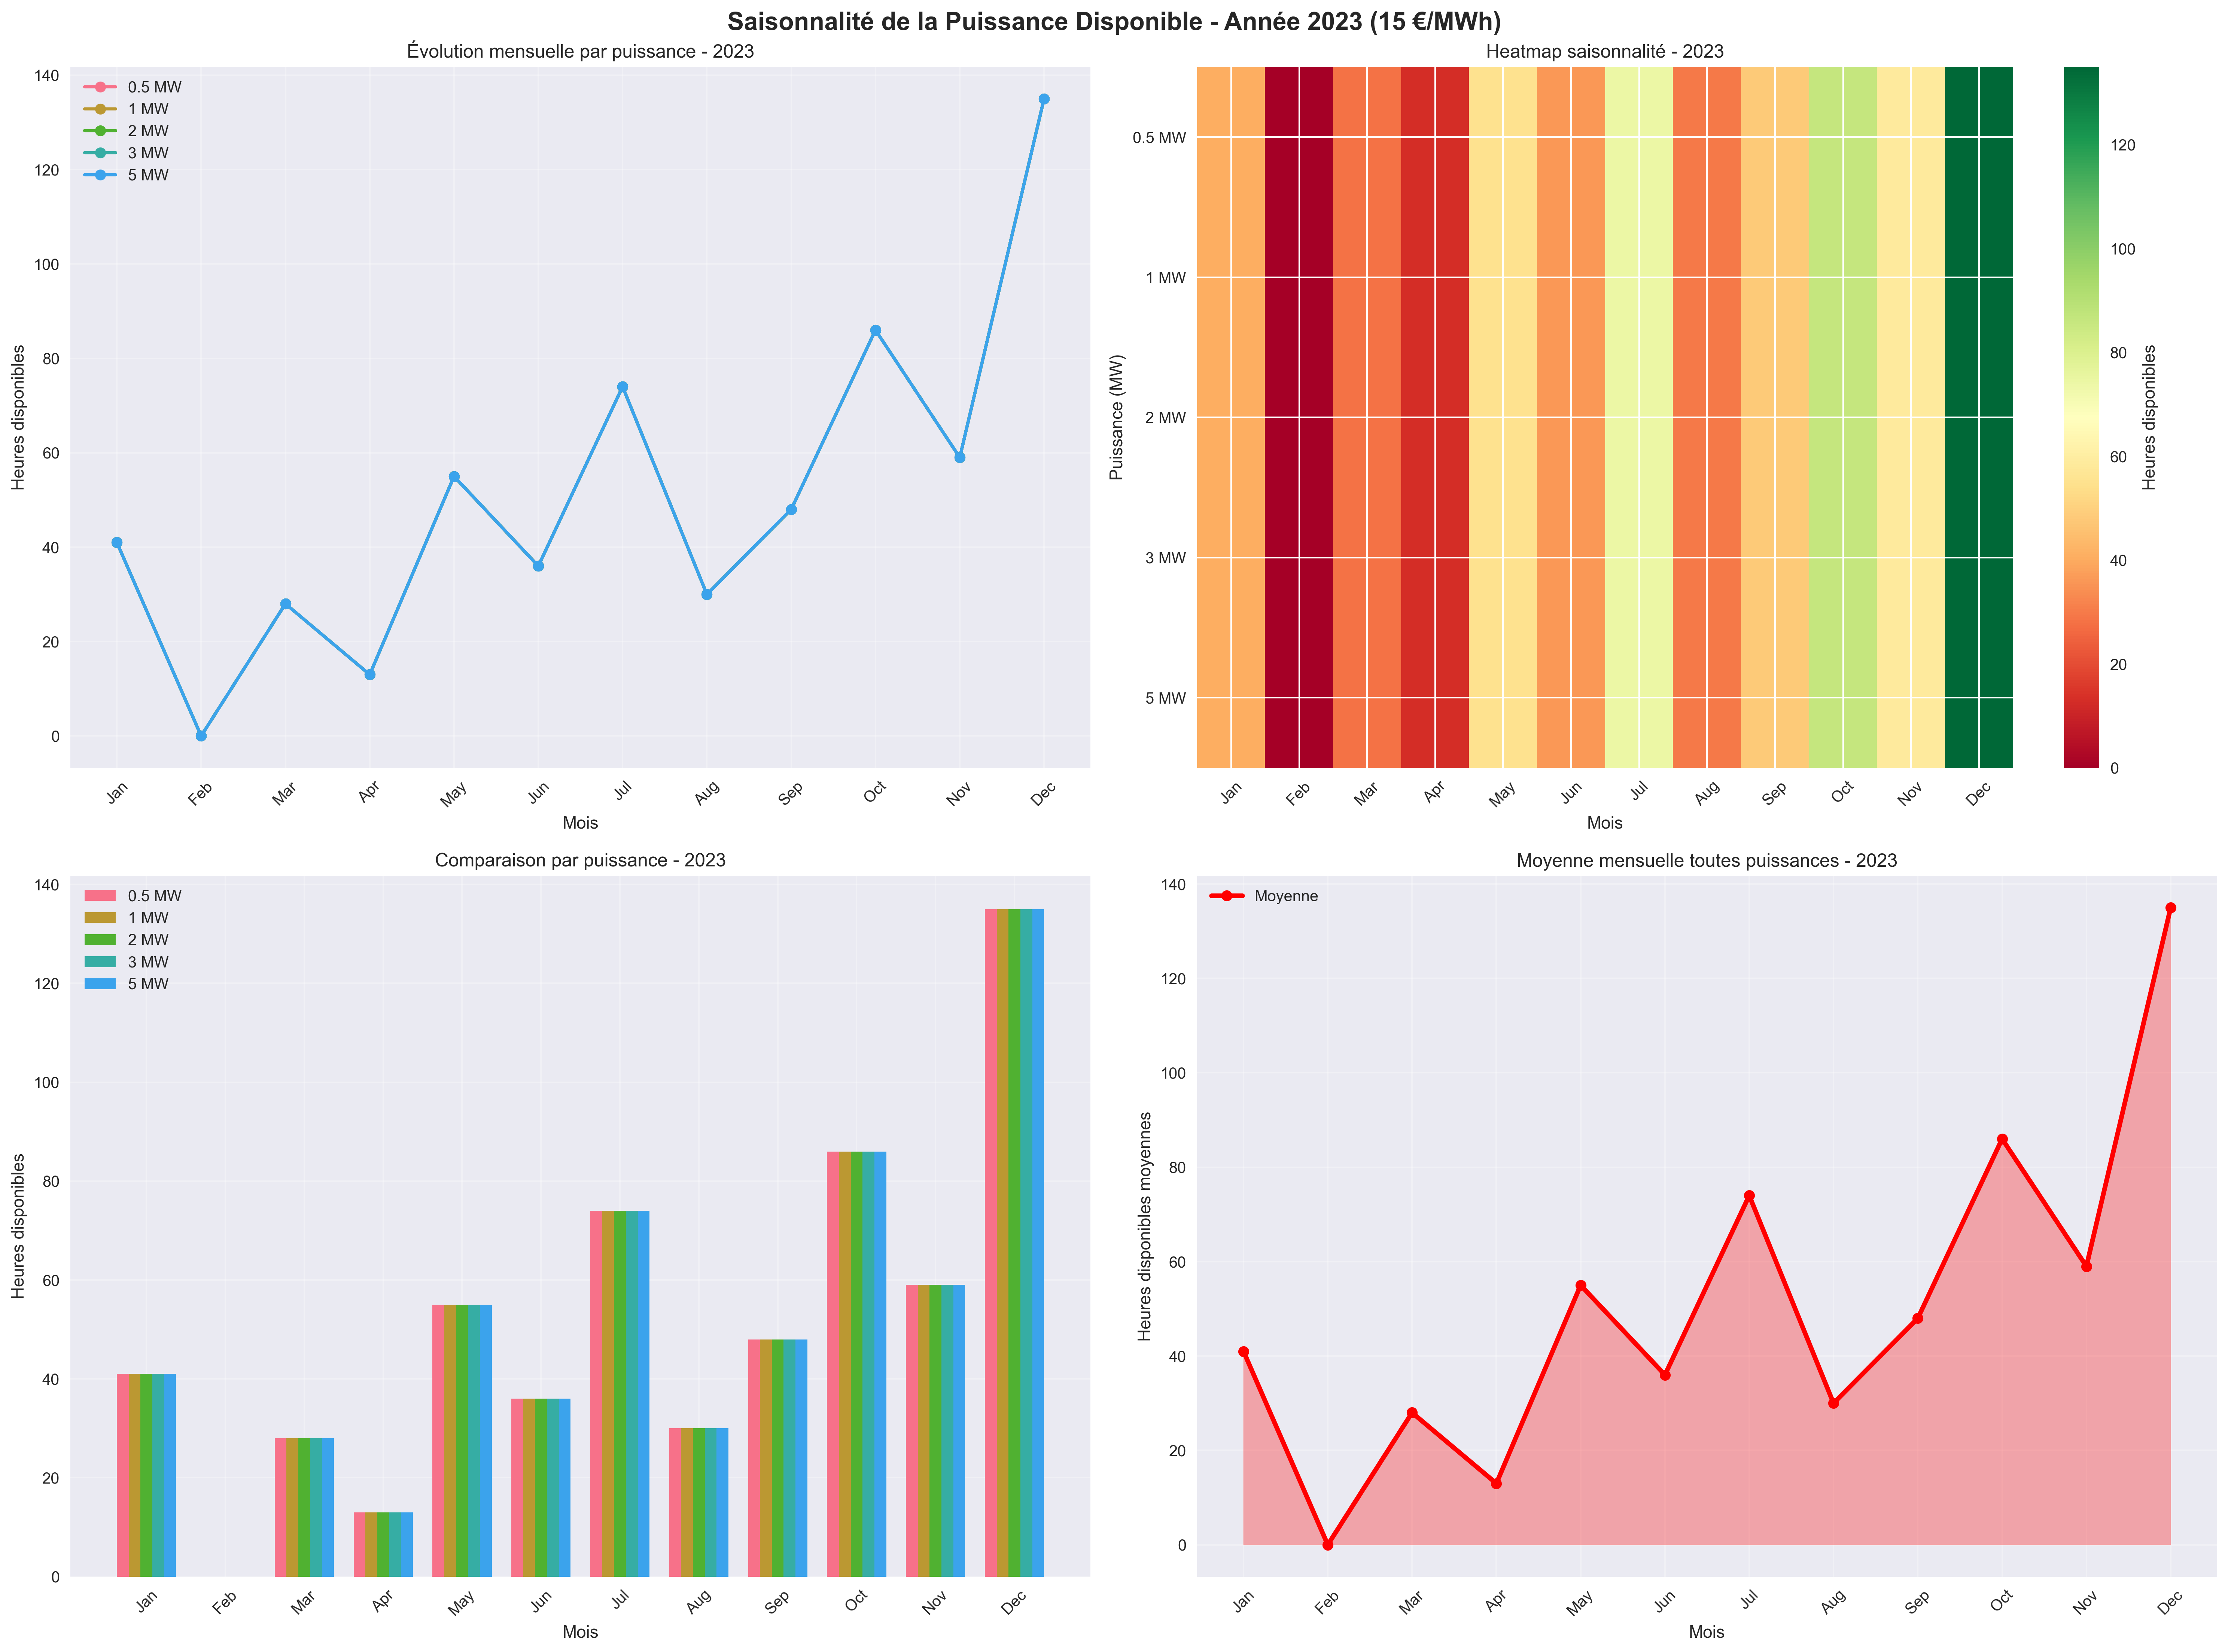 Saisonnalité de la Puissance Disponible - Année 2023 (15 €/MWh)
Évolution mensuelle par puissance - 2023
140
120
100
80
60
40
20
0
Heures disponibles
0.5 MW
1 MW
2 MW
3 MW
5 MW
Jan
Feb
Mar
Apr
May
Jun
Jul
Aug
Sep
Oct
Nov
Dec
Mois
Heatmap saisonnalité - 2023
Puissance (MW)
0.5 MW
1 MW
2 MW
3 MW
5 MW
Jan
Feb
Mar
Apr
May
Jun
Jul
Aug
Sep
Oct
Nov
Dec
Mois
120
100
80
60
40
20
0
Heures disponibles
Comparaison par puissance - 2023
140
120
100
80
60
40
20
0
Heures disponibles
0.5 MW
1 MW
2 MW
3 MW
5 MW
Jan
Feb
Mar
Apr
May
Jun
Jul
Aug
Sep
Oct
Nov
Dec
Mois
Moyenne mensuelle toutes puissances - 2023
140
120
100
80
60
40
20
0
Heures disponibles moyennes
Moyenne
Jan
Feb
Mar
Apr
May
Jun
Jul
Aug
Sep
Oct
Nov
Dec
Mois